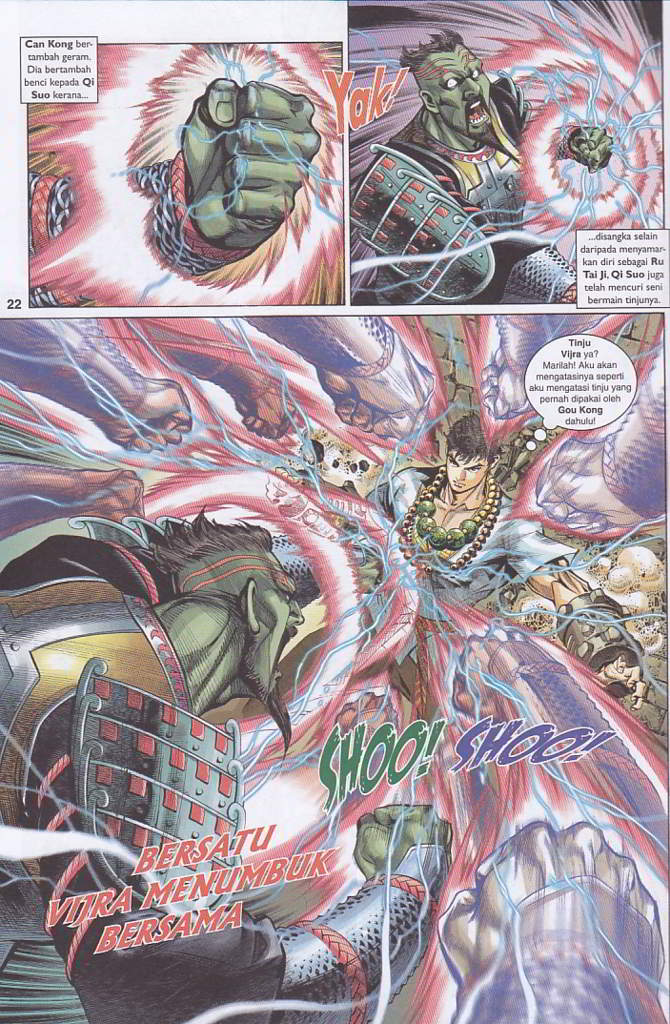 Can Kong ber-
tambah geram.
Dia bertambah
benci kepada Qi
Suo kerana...
Yak!
...disangka selain
daripada menyamar-
kan diri sebagai Ru
Tai Ji, Qi Suo juga
telah mencuri seni
bermain tinjunya.
22
Tinju
Vijra ya?
Marilah! Aku akan
mengatasinya seperti
aku mengatasi tinju yang
pernah dipakai oleh
Gou Kong
dahulu!
SHOO! SHOO!
BERSATU
VIJRA MENUMBUK
BERSAMA